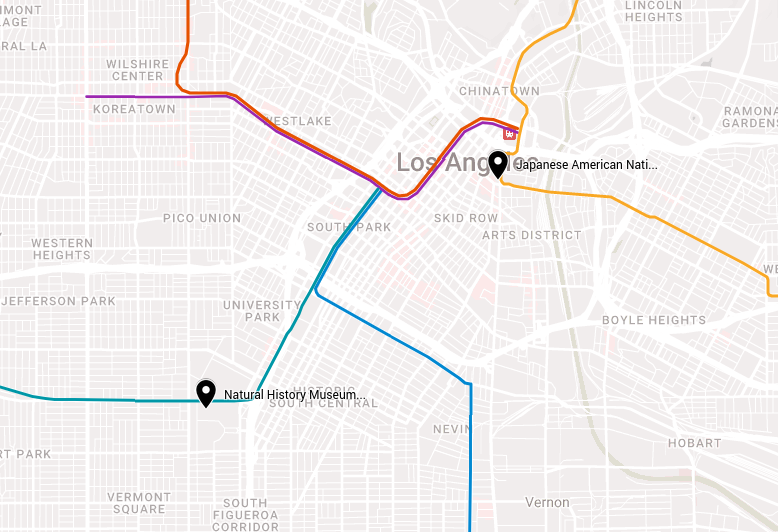 LINCOLN
HEIGHTS
IMONT
LAGE
RAL LA
WILSHIRE
CENTER
CHINATOWN
KOREATOWN
RAMONA
GARDENS
WESTLAKE
Los Angeles
Japanese American Nati...
PICO UNION
SOUTH PARK
SKID ROW
ARTS DISTRICT
WESTERN
HEIGHTS
WE
JEFFERSON PARK
UNIVERSITY
PARK
BOYLE HEIGHTS
HISTORIC
SOUTH CENTRAL
Natural History Museum...
NEVIN
HOBART
RT PARK
VERMONT
SQUARE
SOUTH
FIGUEROA
CORRIDOR
Vernon